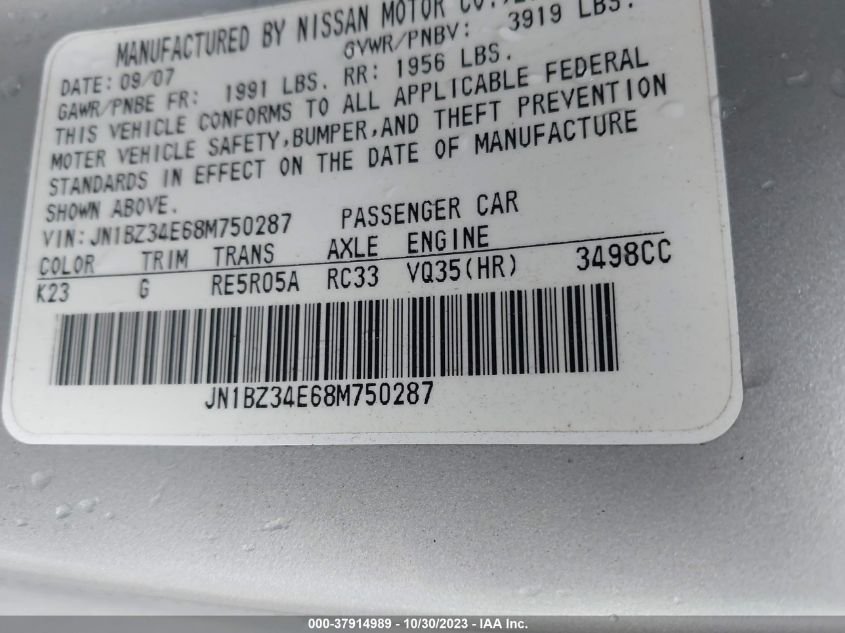 MANUFACTURED BY NISSAN MOTOR CO.,
GVWR/PNBV: 3919 LBS.
DATE: 09/07
GAWR/PNBE FR: 1991 LBS. RR: 1956 LBS.
THIS VEHICLE CONFORMS TO ALL APPLICABLE FEDERAL
MOTER VEHICLE SAFETY,BUMPER,AND THEFT PREVENTION
STANDARDS IN EFFECT ON THE DATE OF MANUFACTURE
SHOWN ABOVE.
VIN: JN1BZ34E68M750287 PASSENGER CAR
COLOR TRIM TRANS AXLE ENGINE
K23 G RE5R05A RC33 VQ35(HR) 3498CC
JN1BZ34E68M750287
000-37914989 - 10/30/2023 - IAA Inc.